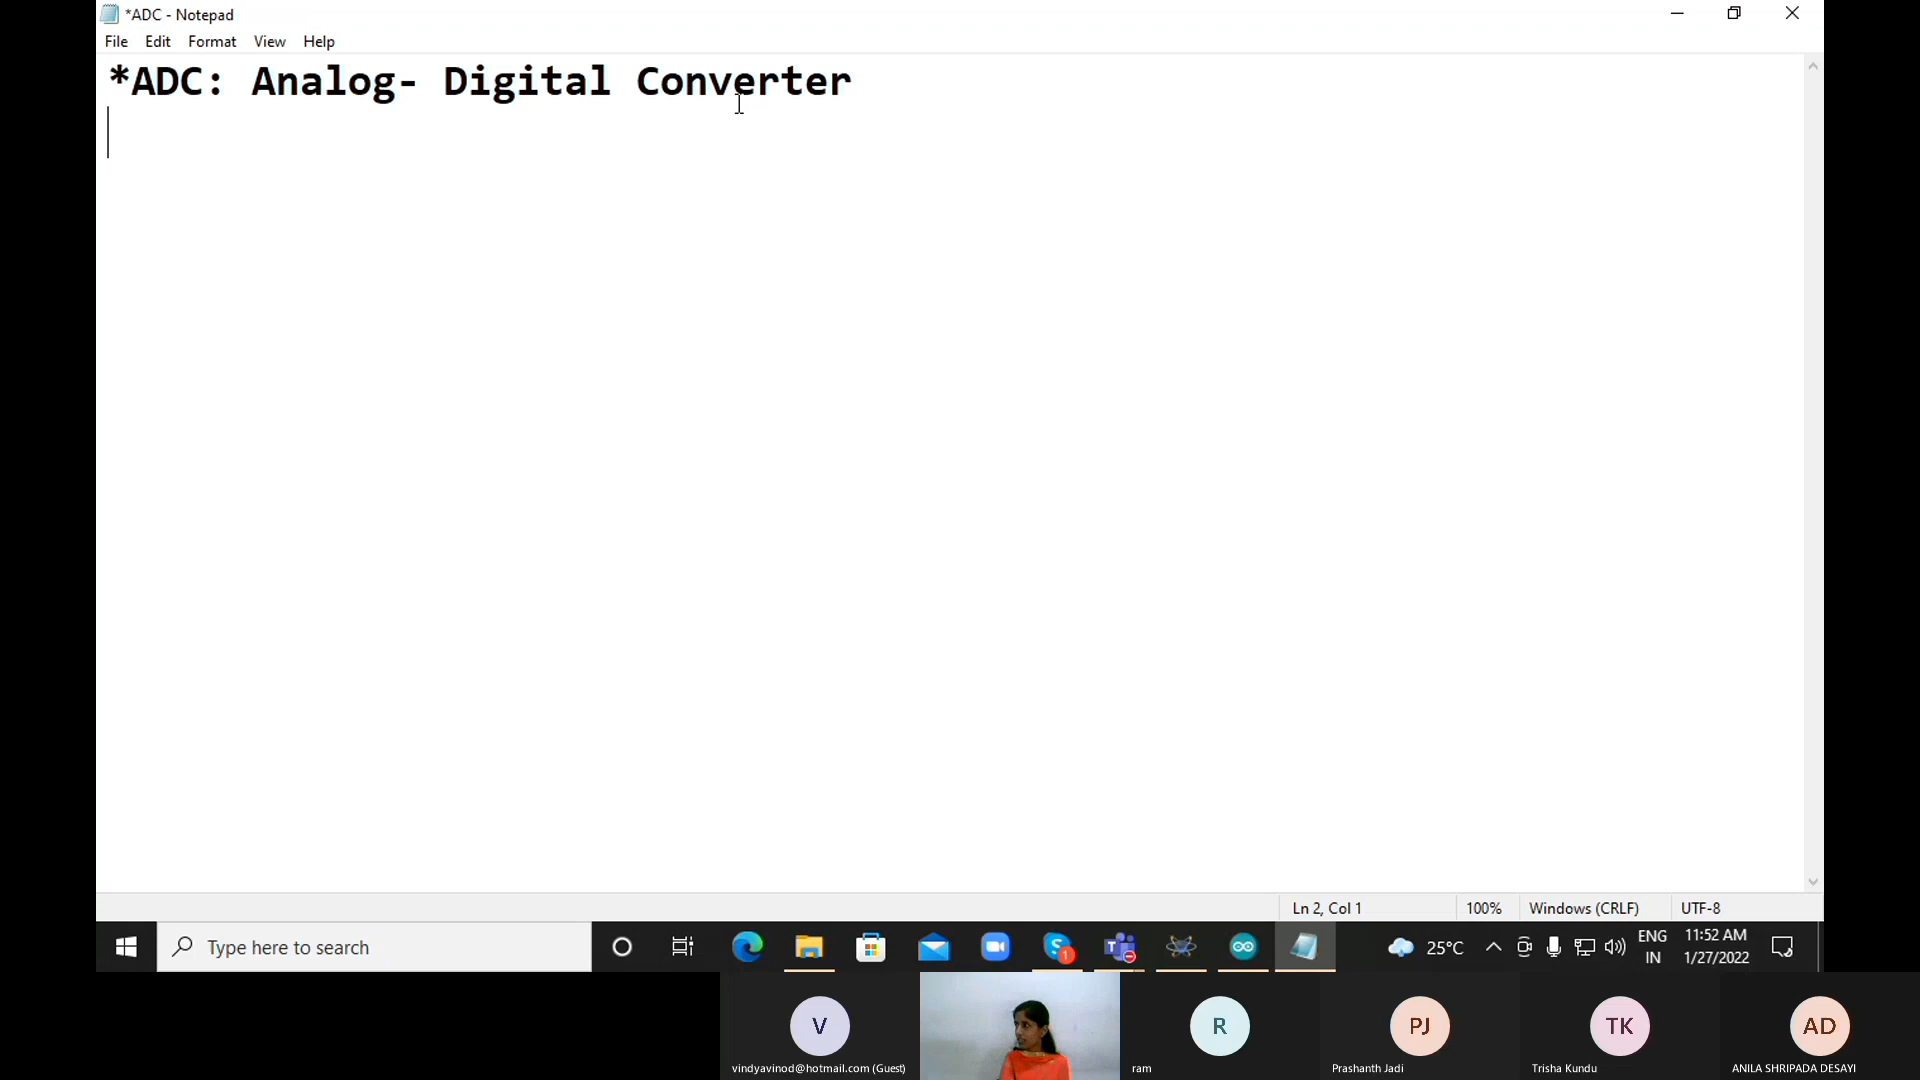 *ADC - Notepad
File Edit Format View Help
*ADC: Analog- Digital Converter
Ln 2, Col 1 100% Windows (CRLF) UTF-8
Type here to search
S 1
T
25°C
ENG
IN
11:52 AM
1/27/2022
V
R
PJ
TK
AD
vindyavinod@hotmail.com (Guest)
ram
Prashanth Jadi
Trisha Kundu
ANILA SHRIPADA DESAYI